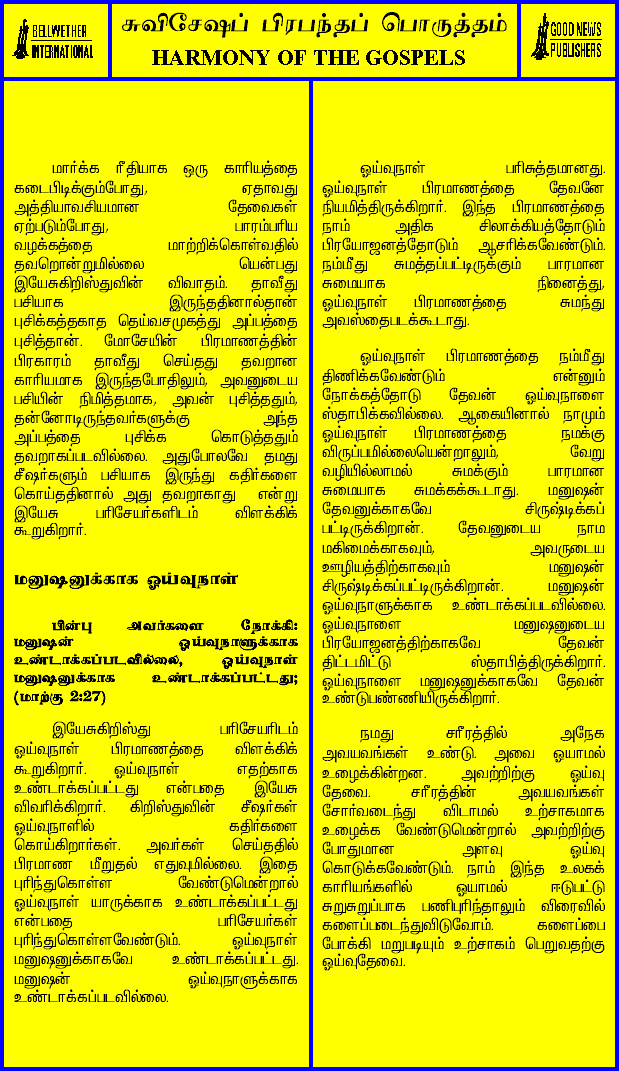 BELLWETHER
INTERNATIONAL
சுவிசேஷப் பிரபந்தப் பொருத்தம்
HARMONY OF THE GOSPELS
GOOD NEWS
PUBLISHERS
மார்க்க ரீதியாக ஒரு காரியத்தை
கடைபிடிக்கும்போது, ஏதாவது
அத்தியாவசியமான தேவைகள்
ஏற்படும்போது, பாரம்பரிய
வழக்கத்தை மாற்றிக்கொள்வதில்
தவறொன்றுமில்லை யென்பது
இயேசுகிறிஸ்துவின் விவாதம். தாவீது
பசியாக இருந்ததினால்தான்
புசிக்கத்தகாத தெய்வசமுகத்து அப்பத்தை
புசித்தான். மோசேயின் பிரமாணத்தின்
பிரகாரம் தாவீது செய்தது தவறான
காரியமாக இருந்தபோதிலும், அவனுடைய
பசியின் நிமித்தமாக, அவன் புசித்ததும்,
தன்னோடிருந்தவர்களுக்கு அந்த
அப்பத்தை புசிக்க கொடுத்ததும்
தவறாகப்படவில்லை. அதுபோலவே தமது
சீஷர்களும் பசியாக இருந்து கதிர்களை
கொய்ததினால் அது தவறாகாது என்று
இயேசு பரிசேயர்களிடம் விளக்கிக்
கூறுகிறார்.
மனுஷனுக்காக ஓய்வுநாள்
பின்பு அவர்களை நோக்கி:
மனுஷன் ஓய்வுநாளுக்காக
உண்டாக்கப்படவில்லை, ஓய்வுநாள்
மனுஷனுக்காக உண்டாக்கப்பட்டது;
(மாற்கு 2:27)
இயேசுகிறிஸ்து பரிசேயரிடம்
ஓய்வுநாள் பிரமாணத்தை விளக்கிக்
கூறுகிறார். ஓய்வுநாள் எதற்காக
உண்டாக்கப்பட்டது என்பதை இயேசு
விவரிக்கிறார். கிறிஸ்துவின் சீஷர்கள்
ஓய்வுநாளில் கதிர்களை
கொய்கிறார்கள். அவர்கள் செய்ததில்
பிரமாண மீறுதல் எதுவுமில்லை. இதை
புரிந்துகொள்ள வேண்டுமென்றால்
ஓய்வுநாள் யாருக்காக உண்டாக்கப்பட்டது
என்பதை பரிசேயர்கள்
புரிந்துகொள்ளவேண்டும். ஓய்வுநாள்
மனுஷனுக்காகவே உண்டாக்கப்பட்டது.
மனுஷன் ஓய்வுநாளுக்காக
உண்டாக்கப்படவில்லை.
ஓய்வுநாள் பரிசுத்தமானது.
ஓய்வுநாள் பிரமாணத்தை தேவனே
நியமித்திருக்கிறார். இந்த பிரமாணத்தை
நாம் அதிக சிலாக்கியத்தோடும்
பிரயோஜனத்தோடும் ஆசரிக்கவேண்டும்.
நம்மீது சுமத்தப்பட்டிருக்கும் பாரமான
சுமையாக நினைத்து,
ஓய்வுநாள் பிரமாணத்தை சுமந்து
அவஸ்தைபடக்கூடாது.
ஓய்வுநாள் பிரமாணத்தை நம்மீது
திணிக்கவேண்டும் என்னும்
நோக்கத்தோடு தேவன் ஓய்வுநாளை
ஸ்தாபிக்கவில்லை. ஆகையினால் நாமும்
ஓய்வுநாள் பிரமாணத்தை நமக்கு
விருப்பமில்லையென்றாலும், வேறு
வழியில்லாமல் சுமக்கும் பாரமான
சுமையாக சுமக்கக்கூடாது. மனுஷன்
தேவனுக்காகவே சிருஷ்டிக்கப்
பட்டிருக்கிறான். தேவனுடைய நாம
மகிமைக்காகவும், அவருடைய
ஊழியத்திற்காகவும் மனுஷன்
சிருஷ்டிக்கப்பட்டிருக்கிறான். மனுஷன்
ஓய்வுநாளுக்காக உண்டாக்கப்படவில்லை.
ஓய்வுநாளை மனுஷனுடைய
பிரயோஜனத்திற்காகவே தேவன்
திட்டமிட்டு ஸ்தாபித்திருக்கிறார்.
ஓய்வுநாளை மனுஷனுக்காகவே தேவன்
உண்டுபண்ணியிருக்கிறார்.
நமது சரீரத்தில் அநேக
அவயவங்கள் உண்டு. அவை ஓயாமல்
உழைக்கின்றன. அவற்றிற்கு ஓய்வு
தேவை. சரீரத்தின் அவயவங்கள்
சோர்வடைந்து விடாமல் உற்சாகமாக
உழைக்க வேண்டுமென்றால் அவற்றிற்கு
போதுமான அளவு ஓய்வு
கொடுக்கவேண்டும். நாம் இந்த உலகக்
காரியங்களில் ஓயாமல் ஈடுபட்டு
சுறுசுறுப்பாக பணிபுரிந்தாலும் விரைவில்
களைப்படைந்துவிடுவோம். களைப்பை
போக்கி மறுபடியும் உற்சாகம் பெறுவதற்கு
ஓய்வுதேவை.